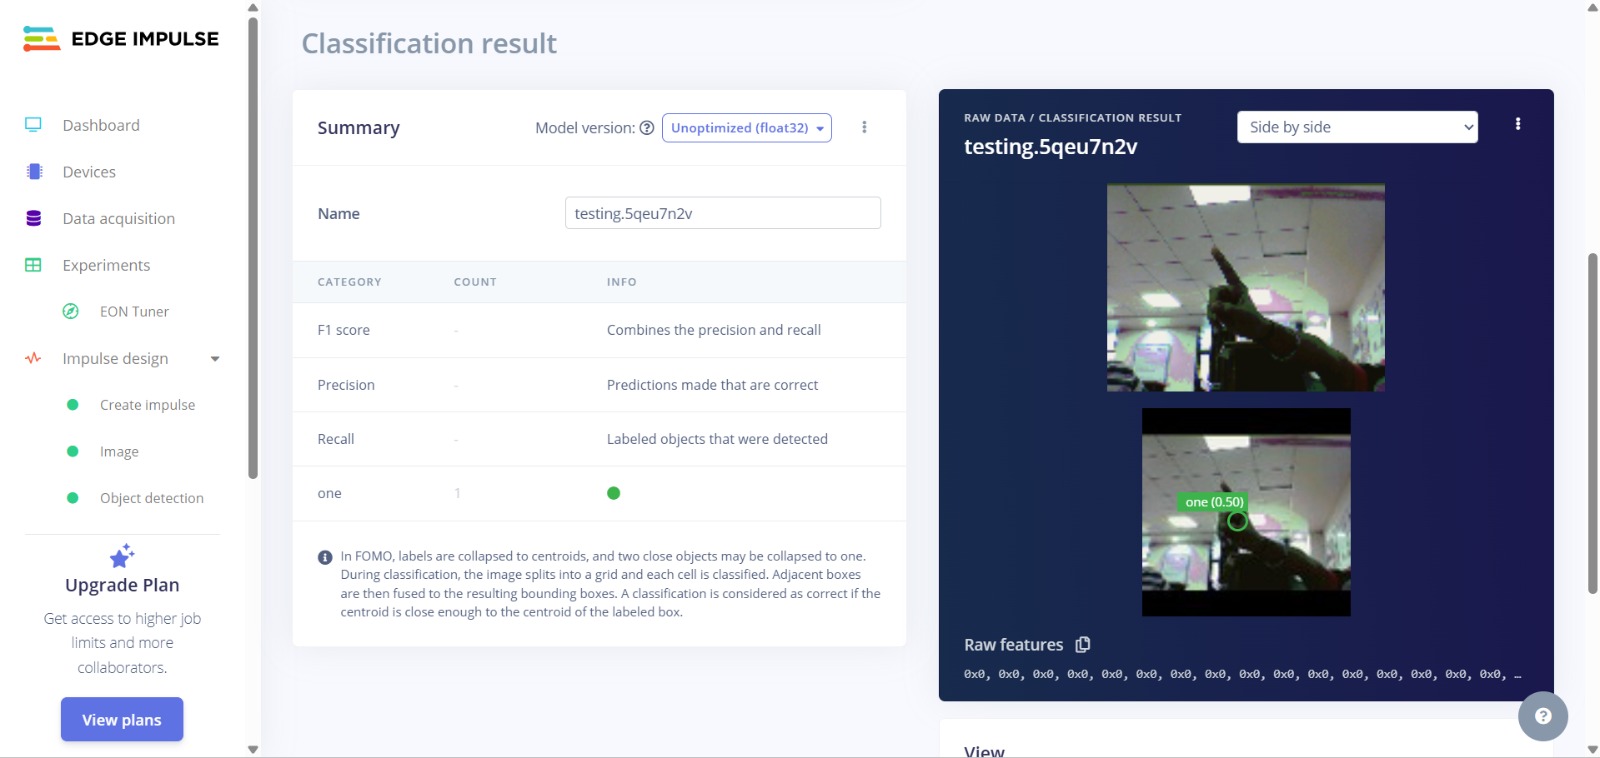 EDGE IMPULSE
Dashboard
Devices
Data acquisition
Experiments
EON Tuner
Impulse design
Create impulse
Image
Object detection
Upgrade Plan
Get access to higher job
limits and more
collaborators.
View plans
Classification result
Summary
Model version: Unoptimized (float32)
Name testing.5qeu7n2v
CATEGORY COUNT INFO
F1 score - Combines the precision and recall
Precision - Predictions made that are correct
Recall - Labeled objects that were detected
one 1
In FOMO, labels are collapsed to centroids, and two close objects may be collapsed to one.
During classification, the image splits into a grid and each cell is classified. Adjacent boxes
are then fused to the resulting bounding boxes. A classification is considered as correct if the
centroid is close enough to the centroid of the labeled box.
RAW DATA / CLASSIFICATION RESULT
testing.5qeu7n2v
Side by side
one (0.50)
Raw features
0x0, 0x0, 0x0, 0x0, 0x0, 0x0, 0x0, 0x0, 0x0, 0x0, 0x0, 0x0, 0x0, 0x0, 0x0, 0x0, …
View